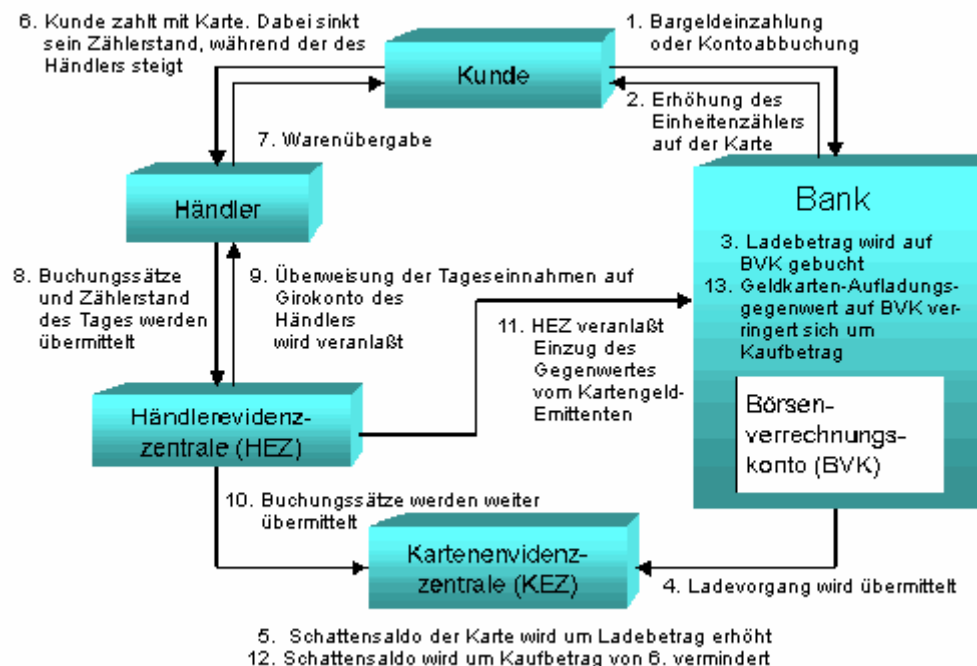 6. Kunde zahlt mit Karte. Dabei sinkt
sein Zählerstand, während der des
Händlers steigt
1. Bargeldeinzahlung
oder Kontoabbuchung
Kunde
2. Erhöhung des
Einheitenzählers
auf der Karte
7. Warenübergabe
Händler
Bank
3. Ladebetrag wird auf
BVK gebucht
13. Geldkarten-Aufladungs-
gegenwert auf BVK ver-
ringert sich um
Kaufbetrag
8. Buchungssätze
und Zählerstand
des Tages werden
übermittelt
9. Überweisung der Tageseinnahmen auf
Girokonto des
Händlers
wird veranlaßt
11. HEZ veranlaßt
Einzug des
Gegenwertes
vom Kartengeld-
Emittenten
Börsen-
verrechnungs-
konto (BVK)
Händlerevidenz-
zentrale (HEZ)
10. Buchungssätze werden weiter
übermittelt
Kartenenvidenz-
zentrale (KEZ)
4. Ladevorgang wird übermittelt
5. Schattensaldo der Karte wird um Ladebetrag erhöht
12. Schattensaldo wird um Kaufbetrag von 6. vermindert